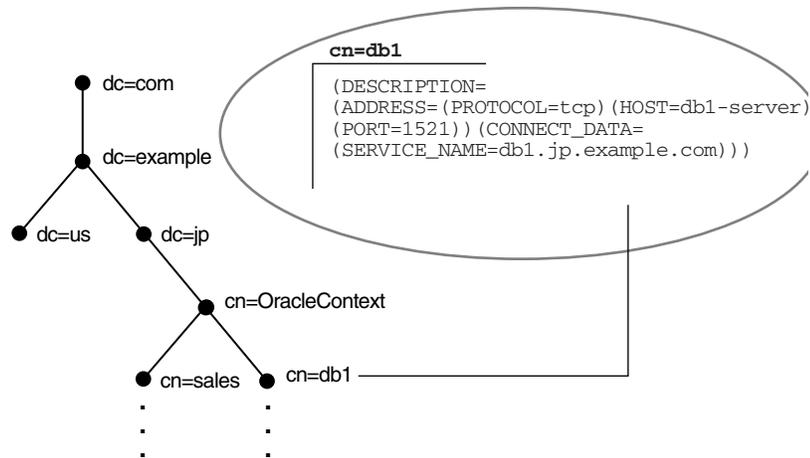 cn=db1
(DESCRIPTION=
(ADDRESS=(PROTOCOL=tcp)(HOST=db1-server)
(PORT=1521))(CONNECT_DATA=
(SERVICE_NAME=db1.jp.example.com)))
dc=com
dc=example
dc=us
dc=jp
cn=OracleContext
cn=sales
cn=db1